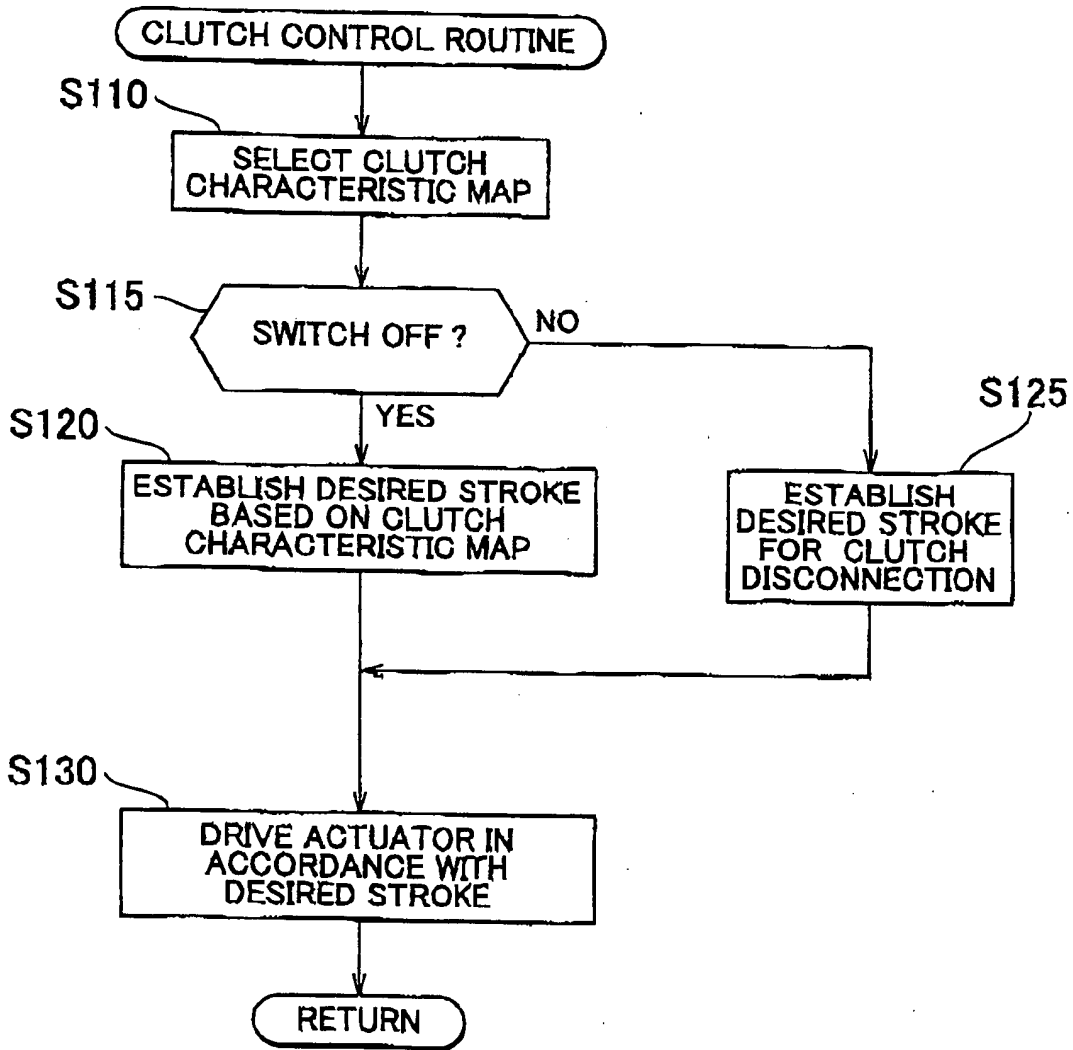 CLUTCH CONTROL ROUTINE
S110
SELECT CLUTCH
CHARACTERISTIC MAP
S115
SWITCH OFF ?
NO
YES
S120
ESTABLISH DESIRED STROKE
BASED ON CLUTCH
CHARACTERISTIC MAP
S125
ESTABLISH
DESIRED STROKE
FOR CLUTCH
DISCONNECTION
S130
DRIVE ACTUATOR IN
ACCORDANCE WITH
DESIRED STROKE
RETURN